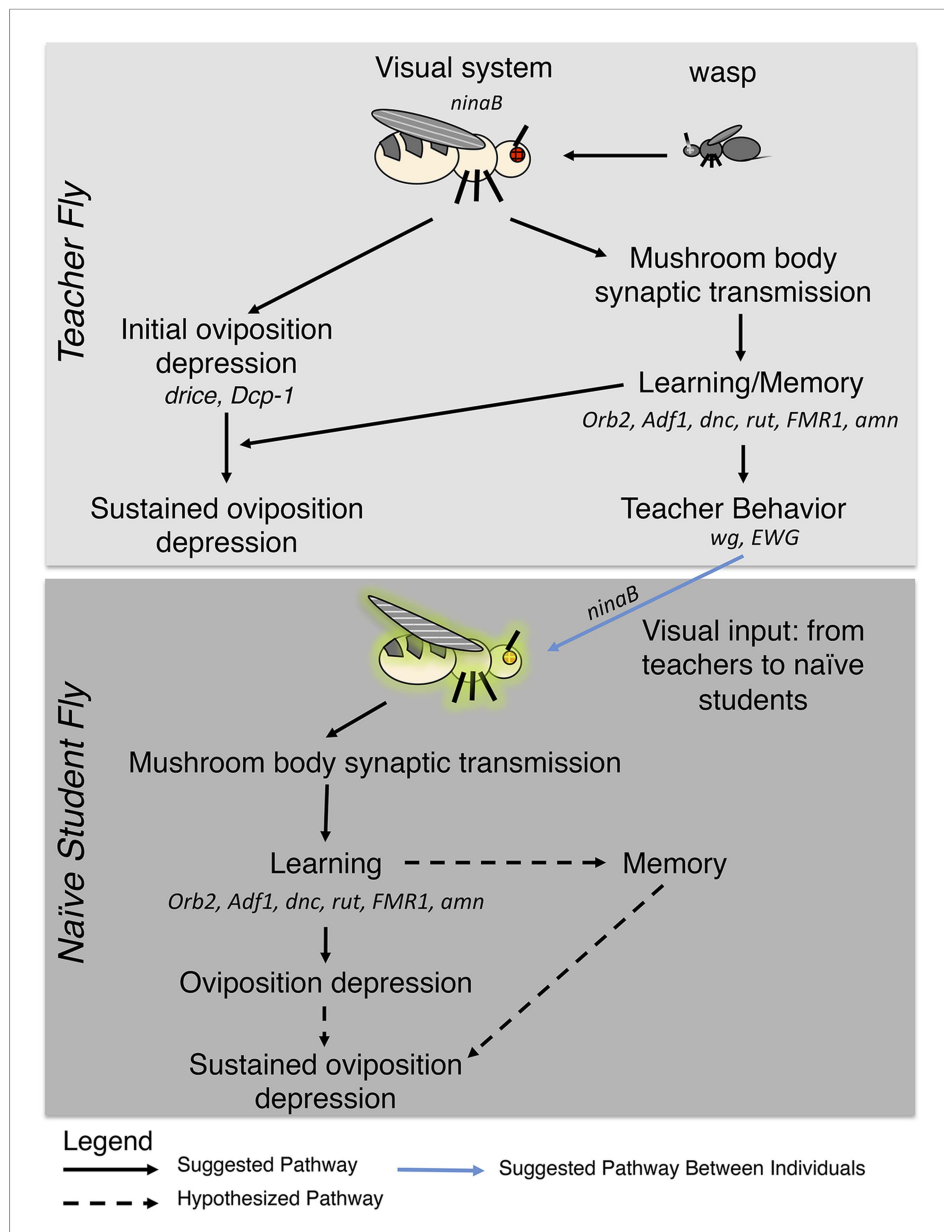 Visual system
ninaB
wasp
Teacher Fly
Mushroom body
synaptic transmission
Initial oviposition
depression
drice, Dcp-1
Learning/Memory
Orb2, Adf1, dnc, rut, FMR1, amn
Sustained oviposition
depression
Teacher Behavior
wg, EWG
ninaB
Visual input: from
teachers to naïve
students
Naïve Student Fly
Mushroom body synaptic transmission
Learning
Memory
Orb2, Adf1, dnc, rut, FMR1, amn
Oviposition depression
Sustained oviposition
depression
Legend
Suggested Pathway
Suggested Pathway Between Individuals
Hypothesized Pathway